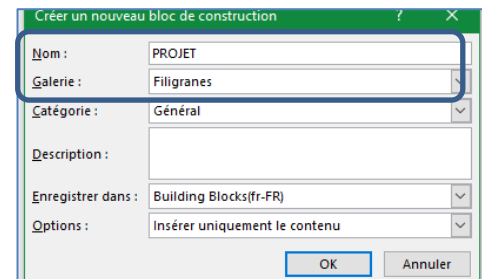 Créer un nouveau bloc de construction ? ×
Nom : PROJET
Galerie : Filigranes
Catégorie : Général
Description :
Enregistrer dans : Building Blocks(fr-FR)
Options : Insérer uniquement le contenu
OK Annuler